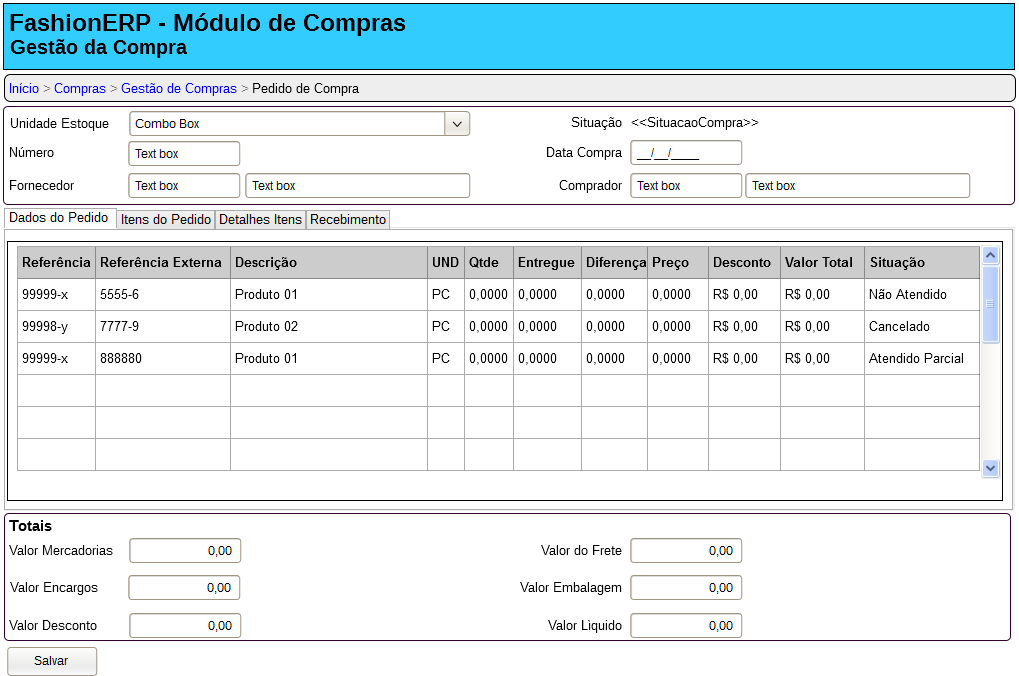 FashionERP - Módulo de Compras
Gestão da Compra
Início > Compras > Gestão de Compras > Pedido de Compra
Unidade Estoque Combo Box Situação <<SituacaoCompra>>
Número Text box Data Compra __/__/____
Fornecedor Text box Text box Comprador Text box Text box
Dados do Pedido Itens do Pedido Detalhes Itens Recebimento
Referência Referência Externa Descrição UND Qtde Entregue Diferença Preço Desconto Valor Total Situação
99999-x 5555-6 Produto 01 PC 0,0000 0,0000 0,0000 0,0000 R$ 0,00 R$ 0,00 Não Atendido
99998-y 7777-9 Produto 02 PC 0,0000 0,0000 0,0000 0,0000 R$ 0,00 R$ 0,00 Cancelado
99999-x 888880 Produto 01 PC 0,0000 0,0000 0,0000 0,0000 R$ 0,00 R$ 0,00 Atendido Parcial
Totais
Valor Mercadorias 0,00 Valor do Frete 0,00
Valor Encargos 0,00 Valor Embalagem 0,00
Valor Desconto 0,00 Valor Lìquido 0,00
Salvar